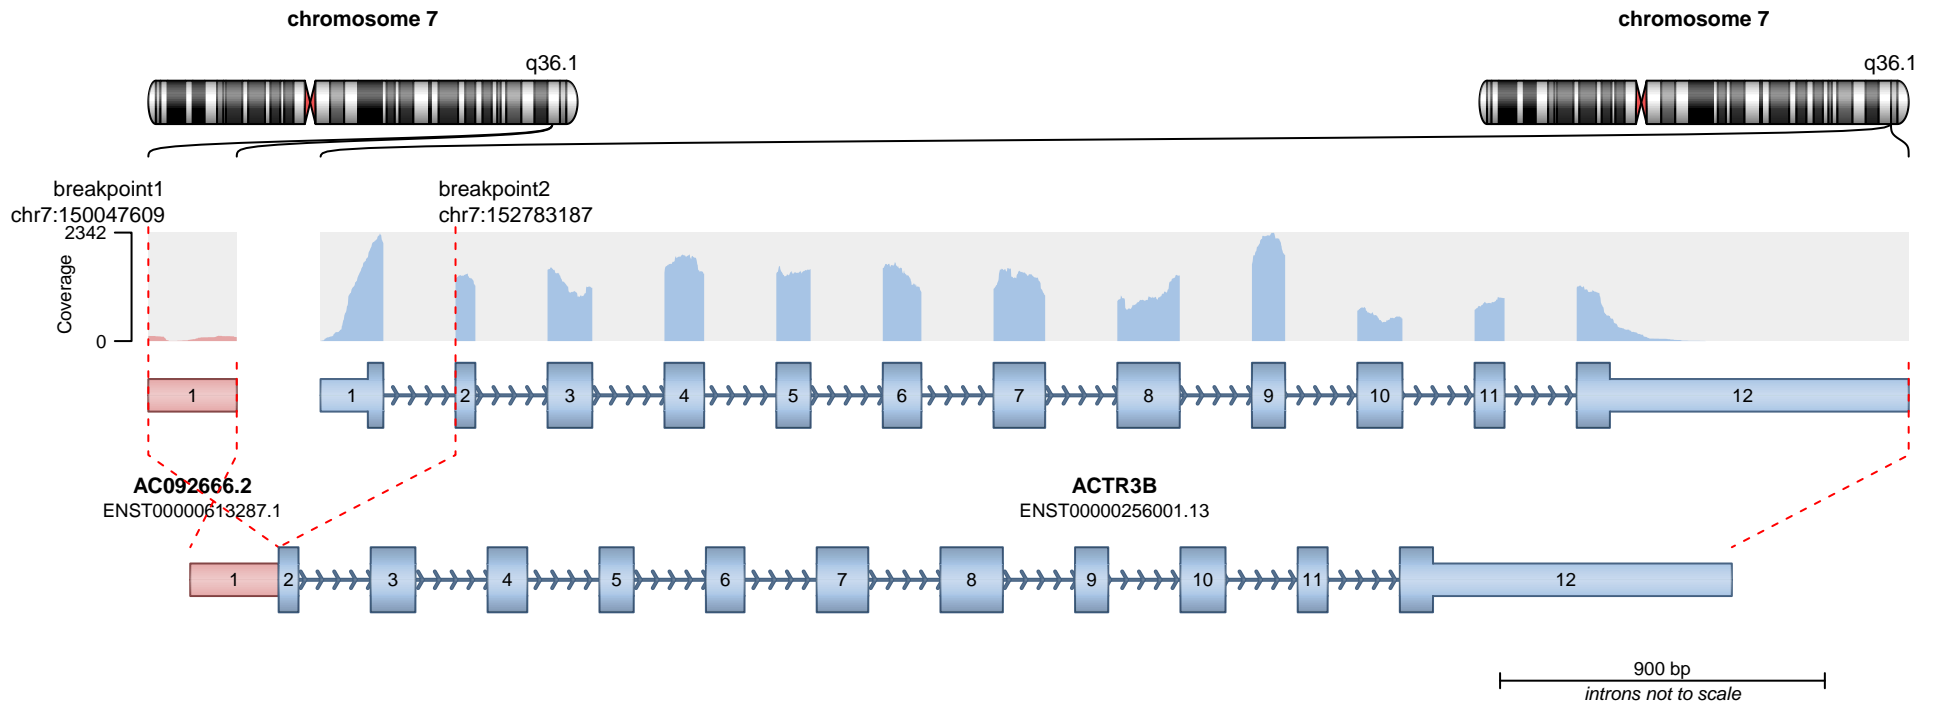 chromosome 7
chromosome 7
q36.1
q36.1
breakpoint1
chr7:150047609
breakpoint2
chr7:152783187
2342
Coverage
0
1
1
2
3
4
5
6
7
8
9
10
11
12
AC092666.2
ENST00000613287.1
ACTR3B
ENST00000256001.13
1
2
3
4
5
6
7
8
9
10
11
12
900 bp
introns not to scale